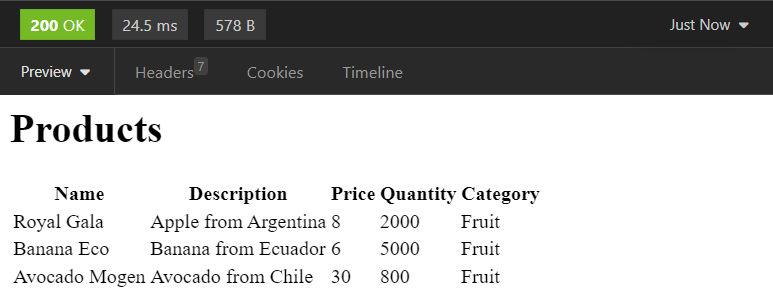 200 OK 24.5 ms 578 B Just Now
Preview Headers 7 Cookies Timeline
Products
Name Description Price Quantity Category
Royal Gala Apple from Argentina 8 2000 Fruit
Banana Eco Banana from Ecuador 6 5000 Fruit
Avocado Mogen Avocado from Chile 30 800 Fruit